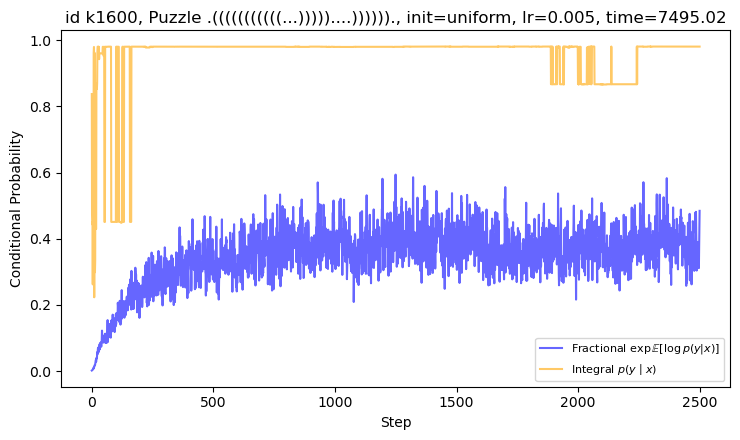 id k1600, Puzzle .(((((((((((...)))))....))))))., init=uniform, lr=0.005, time=7495.02
Conditional Probability
1.0
0.8
0.6
0.4
0.2
0.0
Fractional exp𝔼[log p(y|x)]
Integral p(y | x)
0 500 1000 1500 2000 2500
Step